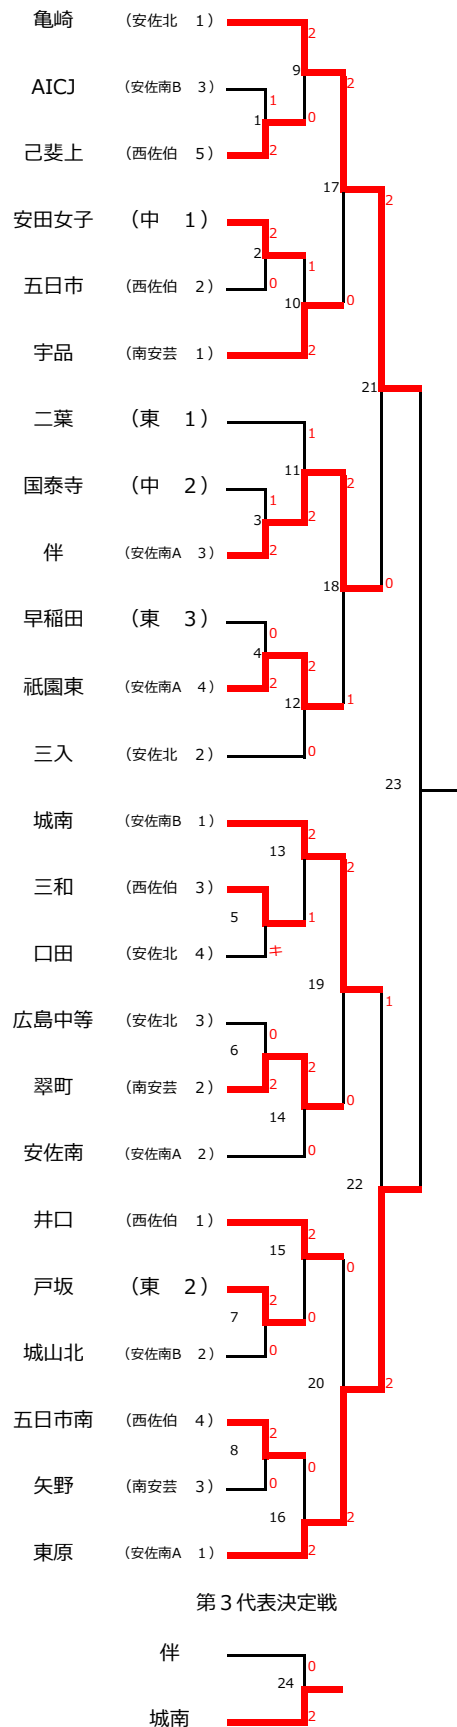 亀崎 (安佐北 1) 2
9
AICJ (安佐南B 3) 2
1
1 0
己斐上 (西佐伯 5) 2
17
安田女子 (中 1) 2 2
2 1
五日市 (西佐伯 2) 0
10 0
宇品 (南安芸 1) 2
21
二葉 (東 1) 1
11
国泰寺 (中 2) 2
1
3 2
伴 (安佐南A 3) 2
18 0
早稲田 (東 3) 0
4 2
祇園東 (安佐南A 4) 2
12 1
三入 (安佐北 2) 0
23
城南 (安佐南B 1) 2
13 2
三和 (西佐伯 3)
5 1
口田 (安佐北 4) キ
19 1
広島中等 (安佐北 3) 0
6 2
翠町 (南安芸 2) 2 0
14
安佐南 (安佐南A 2) 0
22
井口 (西佐伯 1) 2
15 0
戸坂 (東 2) 2
7 0
城山北 (安佐南B 2) 0
20 2
五日市南 (西佐伯 4) 2
8 0
矢野 (南安芸 3) 0
16 2
東原 (安佐南A 1) 2
第3代表決定戦
伴 0
24
城南 2